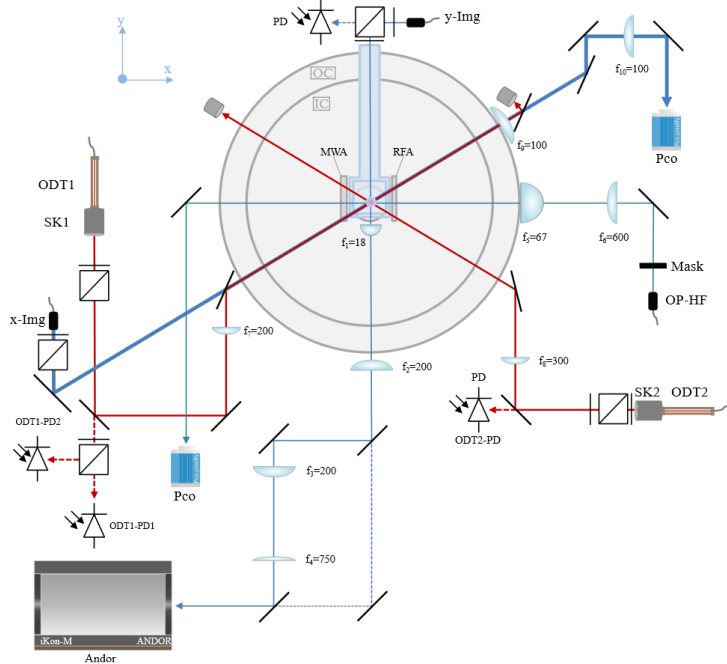 PD
y-Img
y
x
OC
IC
f₁₀=100
Pco
f₉=100
MWA
RFA
ODT1
SK1
f₁=18
f₅=67
f₆=600
Mask
OP-HF
x-Img
f₇=200
f₂=200
f₈=300
PD
SK2
ODT2
ODT1-PD2
ODT2-PD
Pco
f₃=200
ODT1-PD1
f₄=750
iKon-M
ANDOR
Andor